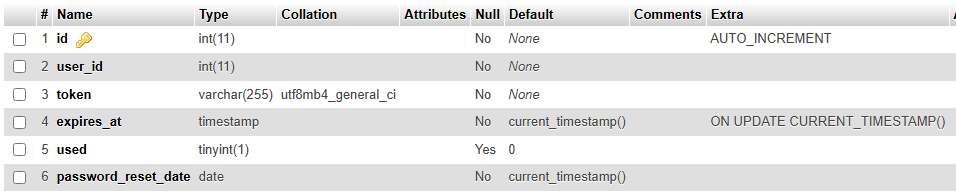 # Name Type Collation Attributes Null Default Comments Extra
1 id int(11) No None AUTO_INCREMENT
2 user_id int(11) No None
3 token varchar(255) utf8mb4_general_ci No None
4 expires_at timestamp No current_timestamp() ON UPDATE CURRENT_TIMESTAMP()
5 used tinyint(1) Yes 0
6 password_reset_date date No current_timestamp()